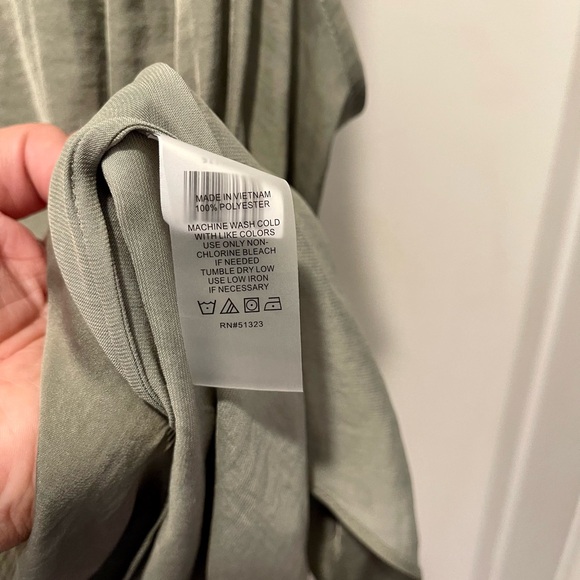 MADE IN VIETNAM
100% POLYESTER
MACHINE WASH COLD
WITH LIKE COLORS
USE ONLY NON-
CHLORINE BLEACH
IF NEEDED
TUMBLE DRY LOW
USE LOW IRON
IF NECESSARY
RN#51323